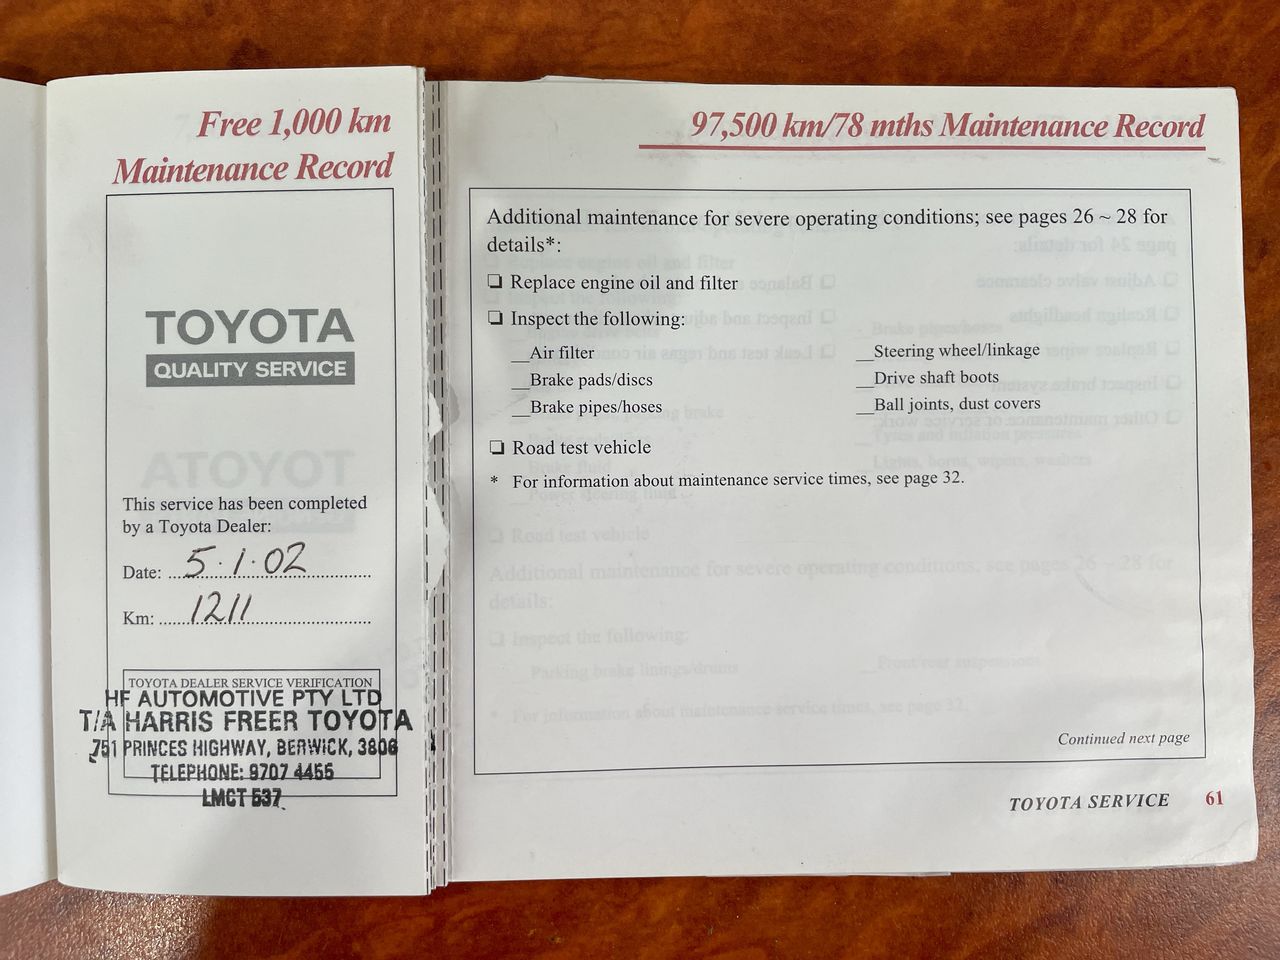 Free 1,000 km
Maintenance Record
TOYOTA
QUALITY SERVICE
This service has been completed
by a Toyota Dealer:
Date: 5.1.02
Km: 1211
TOYOTA DEALER SERVICE VERIFICATION
HF AUTOMOTIVE PTY LTD
T/A HARRIS FREER TOYOTA
751 PRINCES HIGHWAY, BERWICK, 3806
TELEPHONE: 9707 4455
LMCT 537
97,500 km/78 mths Maintenance Record
Additional maintenance for severe operating conditions; see pages 26 ~ 28 for
details*:
❏ Replace engine oil and filter
❏ Inspect the following:
__Air filter
__Brake pads/discs
__Brake pipes/hoses
__Steering wheel/linkage
__Drive shaft boots
__Ball joints, dust covers
❏ Road test vehicle
* For information about maintenance service times, see page 32.
Continued next page
TOYOTA SERVICE 61